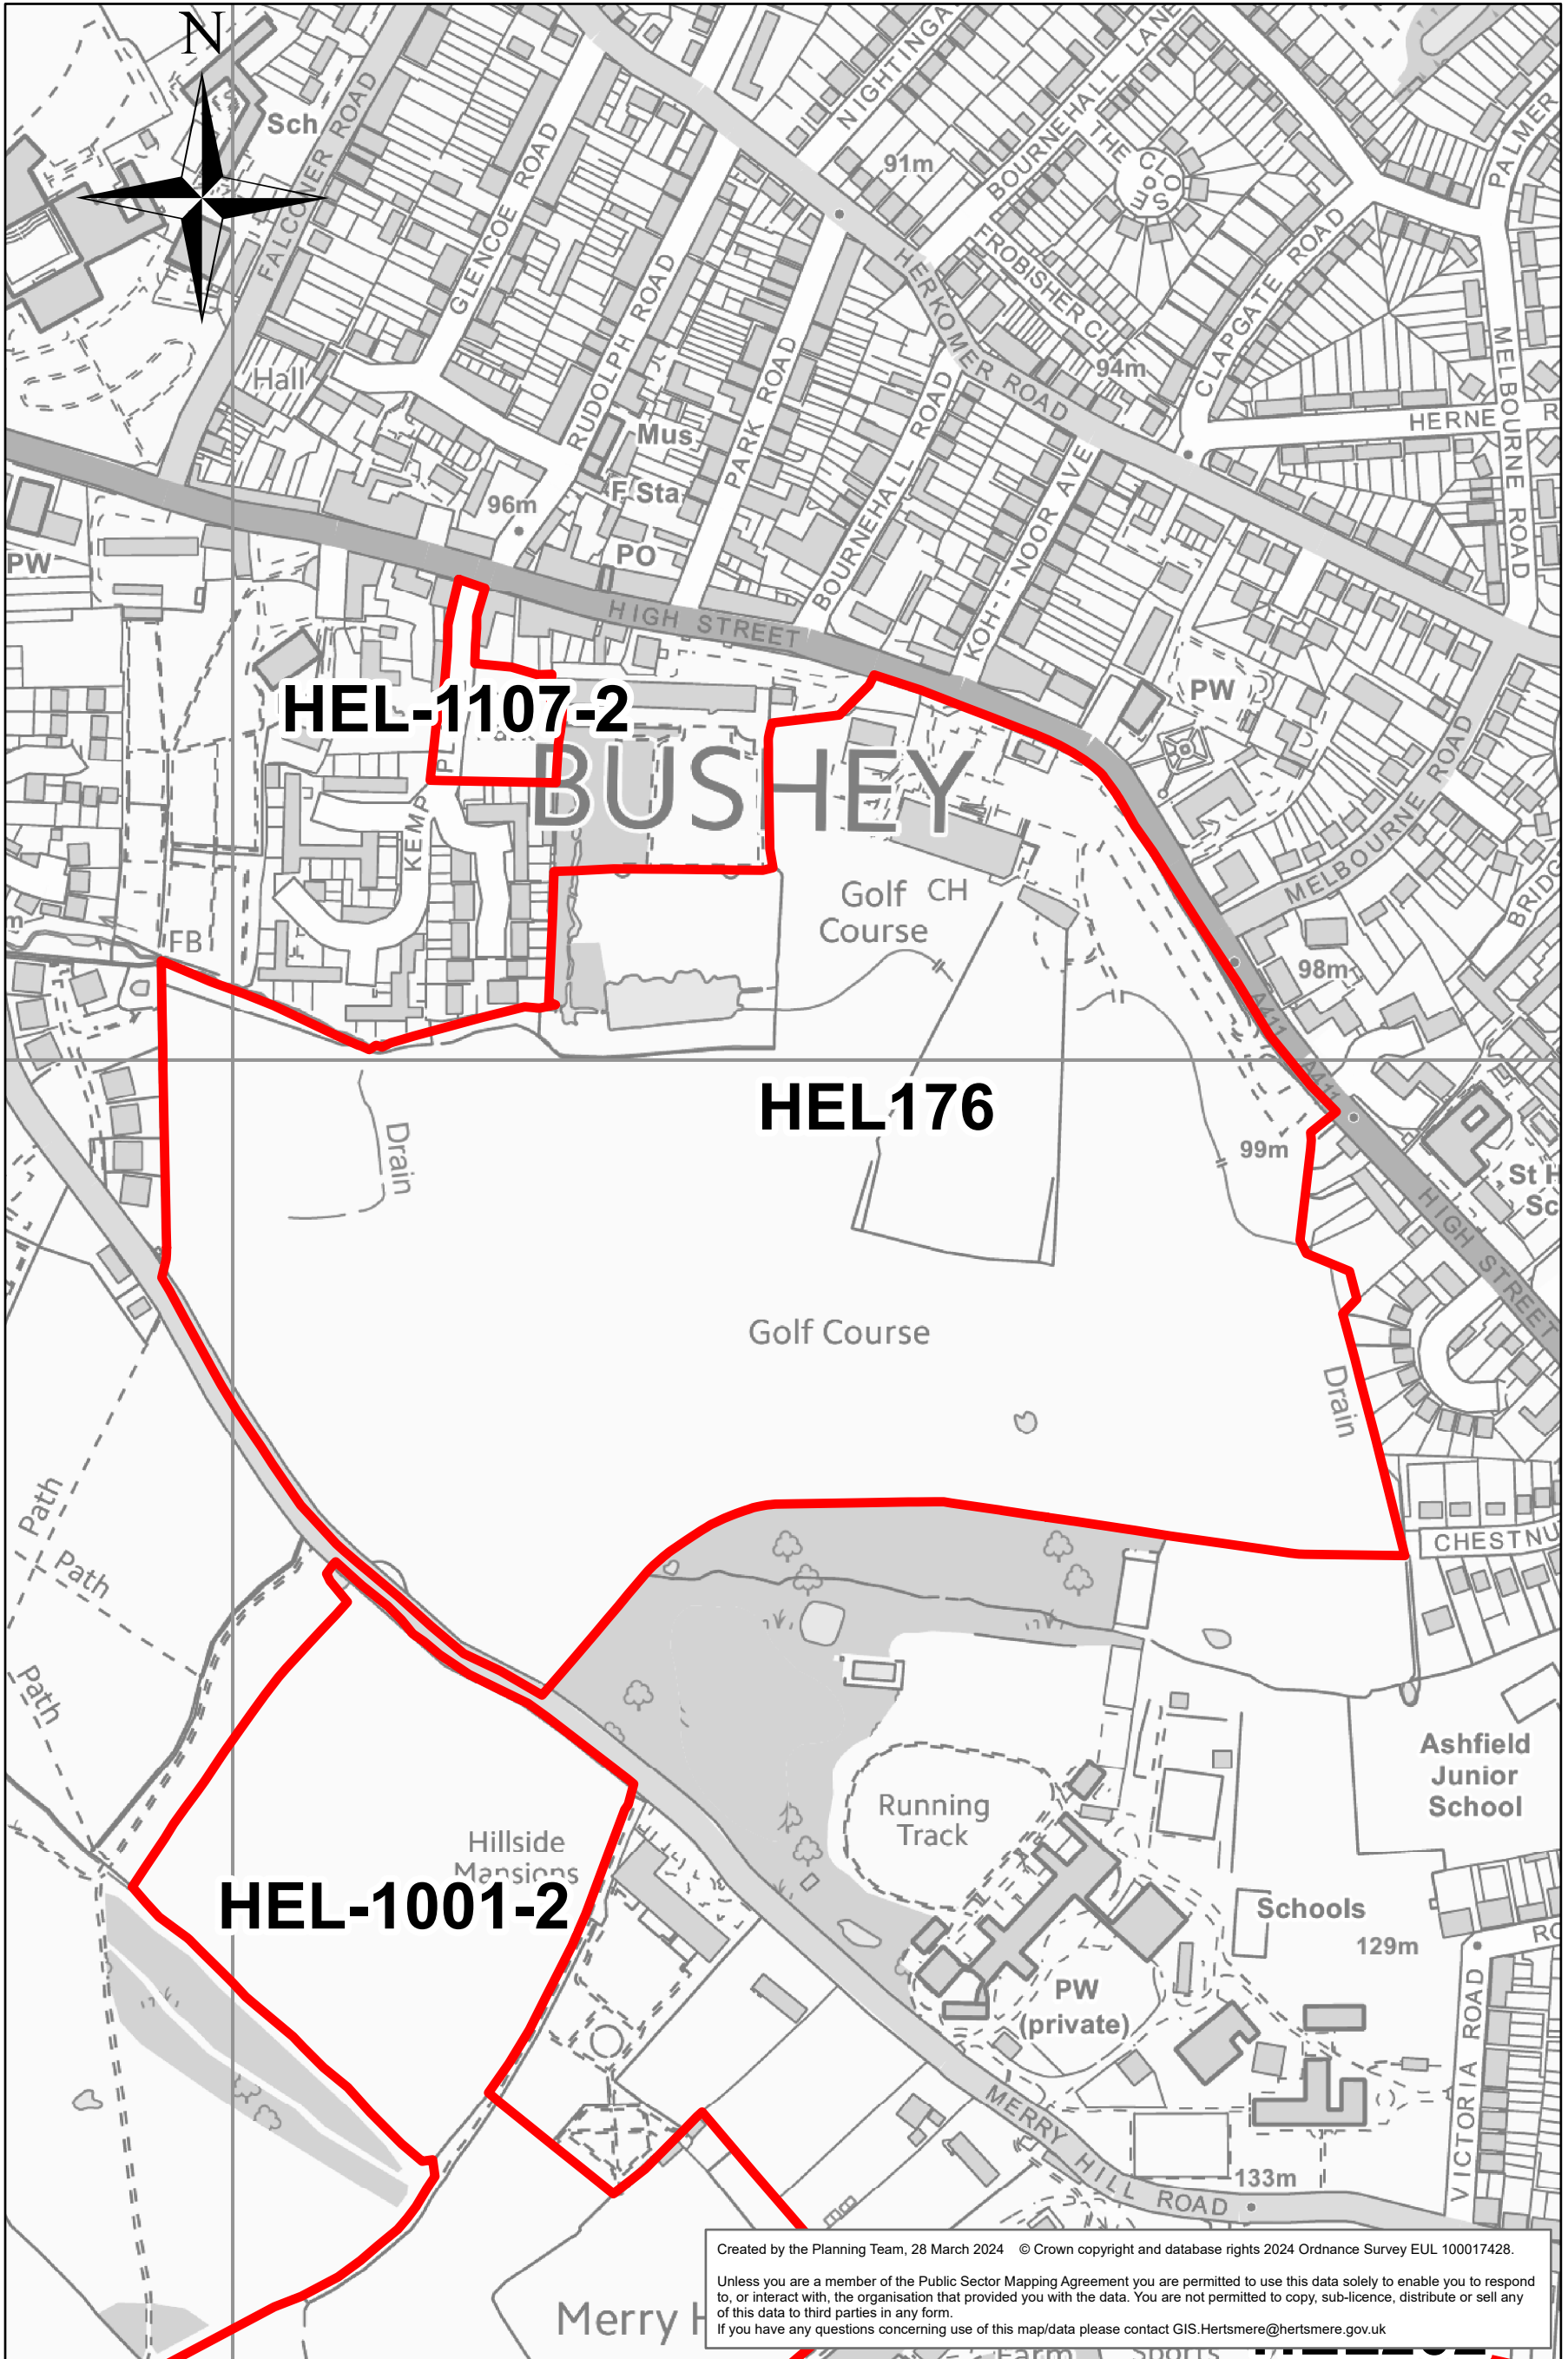 N
Sch
FALCONER ROAD
GLENCOE ROAD
RUDOLPH ROAD
PARK ROAD
91m
BOURNEHALL LANE
THE CLOSE
FROBISHER CL
HERKOMER ROAD
CLAPGATE ROAD
94m
HERNE
MELBOURNE ROAD
Hall
Mus
F Sta
96m
PO
PW
BOURNEHALL ROAD
KOH-I-NOOR AVE
HIGH STREET
PW
MELBOURNE ROAD
HEL-1107-2
BUSHEY
KEMP
Golf
Course
CH
FB
98m
A411
A411
HEL176
99m
Drain
HIGH STREET
Golf Course
Drain
Path
Path
Path
Ashfield
Junior
School
Running
Track
Hillside
Mansions
HEL-1001-2
Schools
129m
PW
(private)
VICTORIA ROAD
MERRY HILL ROAD
133m
Merry
Created by the Planning Team, 28 March 2024 © Crown copyright and database rights 2024 Ordnance Survey EUL 100017428.
Unless you are a member of the Public Sector Mapping Agreement you are permitted to use this data solely to enable you to respond
to, or interact with, the organisation that provided you with the data. You are not permitted to copy, sub-licence, distribute or sell any
of this data to third parties in any form.
If you have any questions concerning use of this map/data please contact GIS.Hertsmere@hertsmere.gov.uk